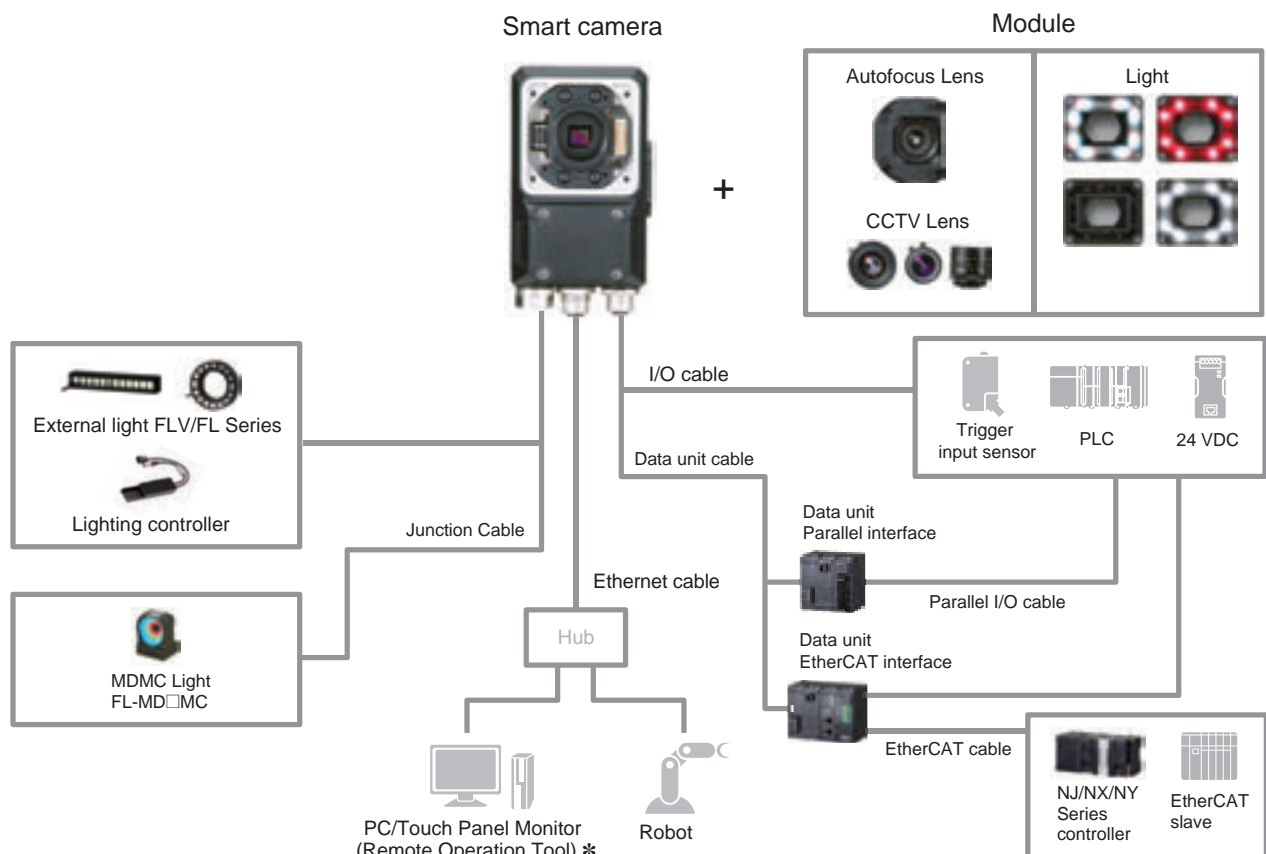 Smart camera
Module
Autofocus Lens
Light
+
CCTV Lens
External light FLV/FL Series
Lighting controller
Junction Cable
MDMC Light
FL-MD□MC
Ethernet cable
Hub
PC/Touch Panel Monitor
(Remote Operation Tool) ✽
Robot
I/O cable
Trigger
input sensor
PLC
24 VDC
Data unit cable
Data unit
Parallel interface
Parallel I/O cable
Data unit
EtherCAT interface
EtherCAT cable
NJ/NX/NY
Series
controller
EtherCAT
slave